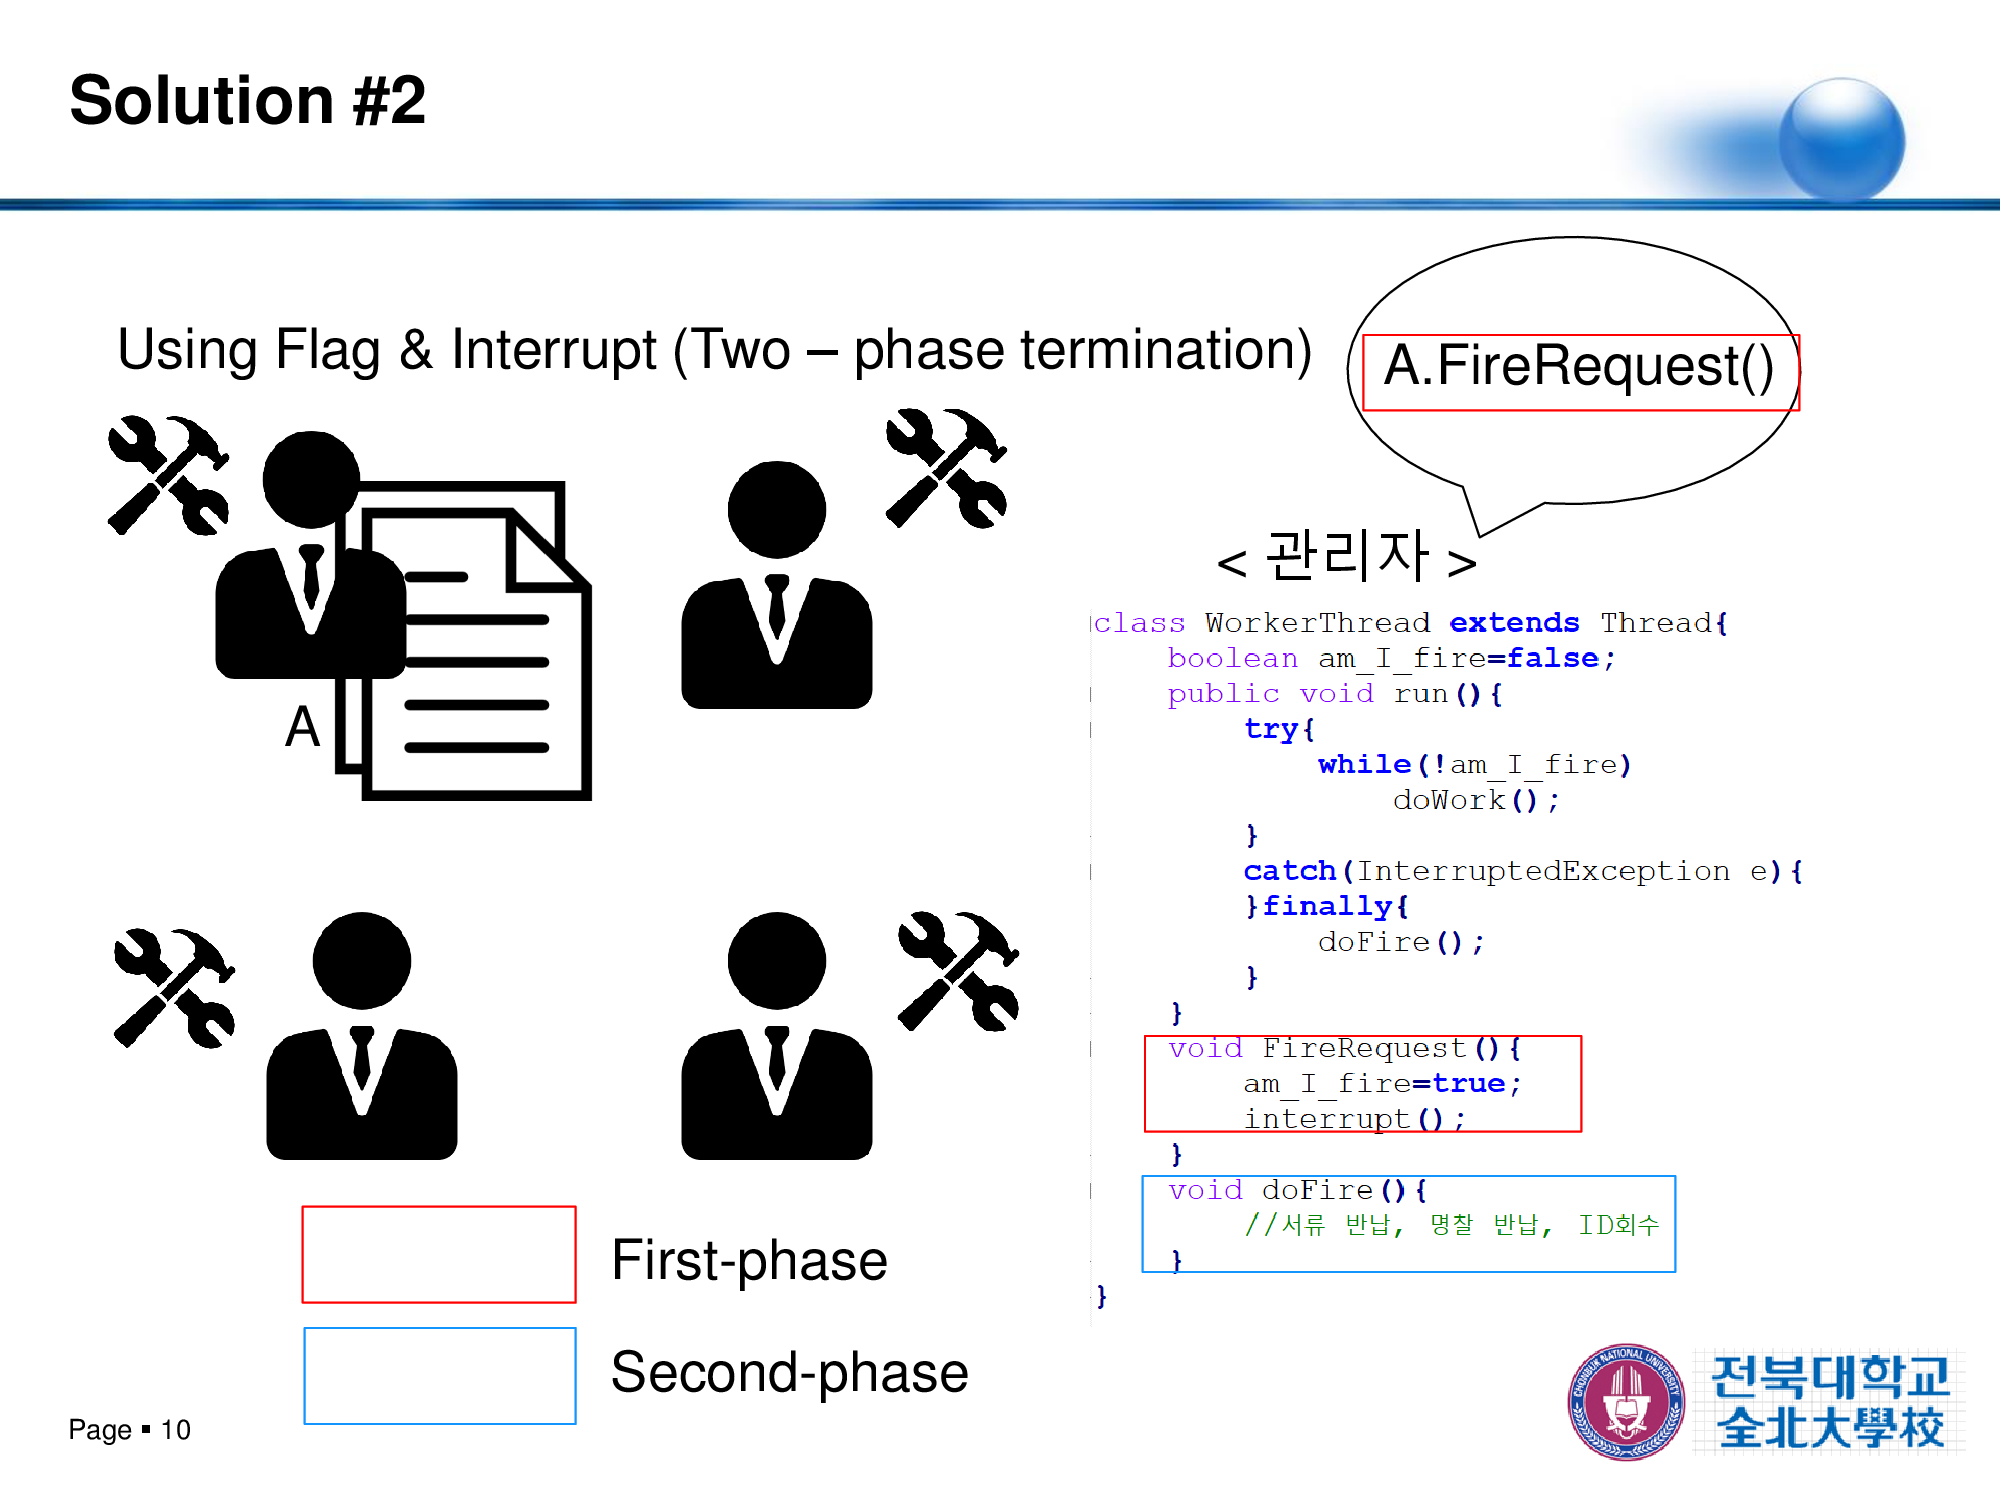 Solution #2
Using Flag & Interrupt (Two – phase termination)
A.FireRequest()
< 관리자 >
A
class WorkerThread extends Thread{
boolean am_I_fire=false;
public void run(){
try{
while(!am_I_fire)
doWork();
}
catch(InterruptedException e){
}finally{
doFire();
}
}
void FireRequest(){
am_I_fire=true;
interrupt();
}
void doFire(){
//서류 반납, 명찰 반납, ID회수
}
}
First-phase
Second-phase
Page ▪ 10
CHONBUK NATIONAL UNIVERSITY
전북대학교
全北大學校